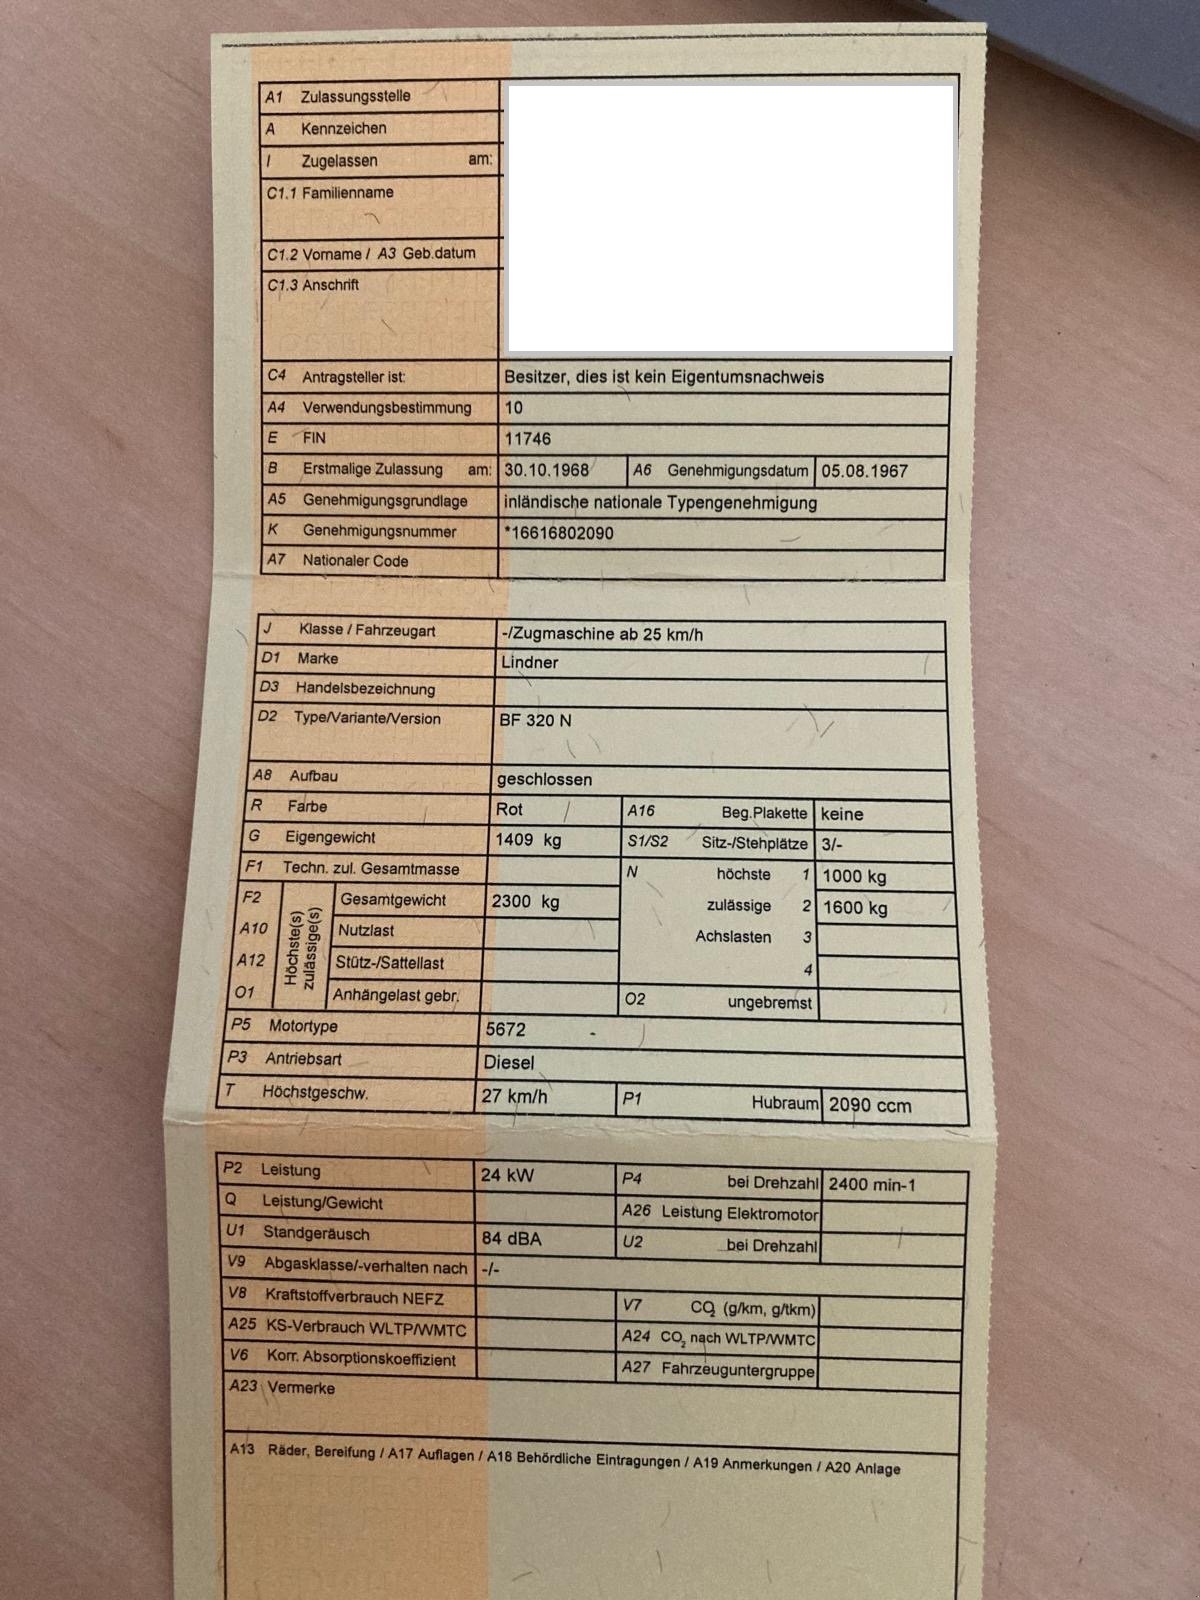 A1 Zulassungsstelle
A Kennzeichen
I Zugelassen am:
C1.1 Familienname
C1.2 Vorname / A3 Geb.datum
C1.3 Anschrift
C4 Antragsteller ist: Besitzer, dies ist kein Eigentumsnachweis
A4 Verwendungsbestimmung 10
E FIN 11746
B Erstmalige Zulassung am: 30.10.1968 A6 Genehmigungsdatum 05.08.1967
A5 Genehmigungsgrundlage inländische nationale Typengenehmigung
K Genehmigungsnummer *16616802090
A7 Nationaler Code
J Klasse / Fahrzeugart -/Zugmaschine ab 25 km/h
D1 Marke Lindner
D3 Handelsbezeichnung
D2 Type/Variante/Version BF 320 N
A8 Aufbau geschlossen
R Farbe Rot A16 Beg.Plakette keine
G Eigengewicht 1409 kg S1/S2 Sitz-/Stehplätze 3/-
F1 Techn. zul. Gesamtmasse N höchste 1 1000 kg
F2 Höchste(s) zulässige(s) Gesamtgewicht 2300 kg zulässige 2 1600 kg
A10 Nutzlast Achslasten 3
A12 Stütz-/Sattellast 4
O1 Anhängelast gebr. O2 ungebremst
P5 Motortype 5672 -
P3 Antriebsart Diesel
T Höchstgeschw. 27 km/h P1 Hubraum 2090 ccm
P2 Leistung 24 kW P4 bei Drehzahl 2400 min-1
Q Leistung/Gewicht A26 Leistung Elektromotor
U1 Standgeräusch 84 dBA U2 bei Drehzahl
V9 Abgasklasse/-verhalten nach -/-
V8 Kraftstoffverbrauch NEFZ V7 CO2 (g/km, g/tkm)
A25 KS-Verbrauch WLTP/WMTC A24 CO2 nach WLTP/WMTC
V6 Korr. Absorptionskoeffizient A27 Fahrzeuguntergruppe
A23 Vermerke
A13 Räder, Bereifung / A17 Auflagen / A18 Behördliche Eintragungen / A19 Anmerkungen / A20 Anlage